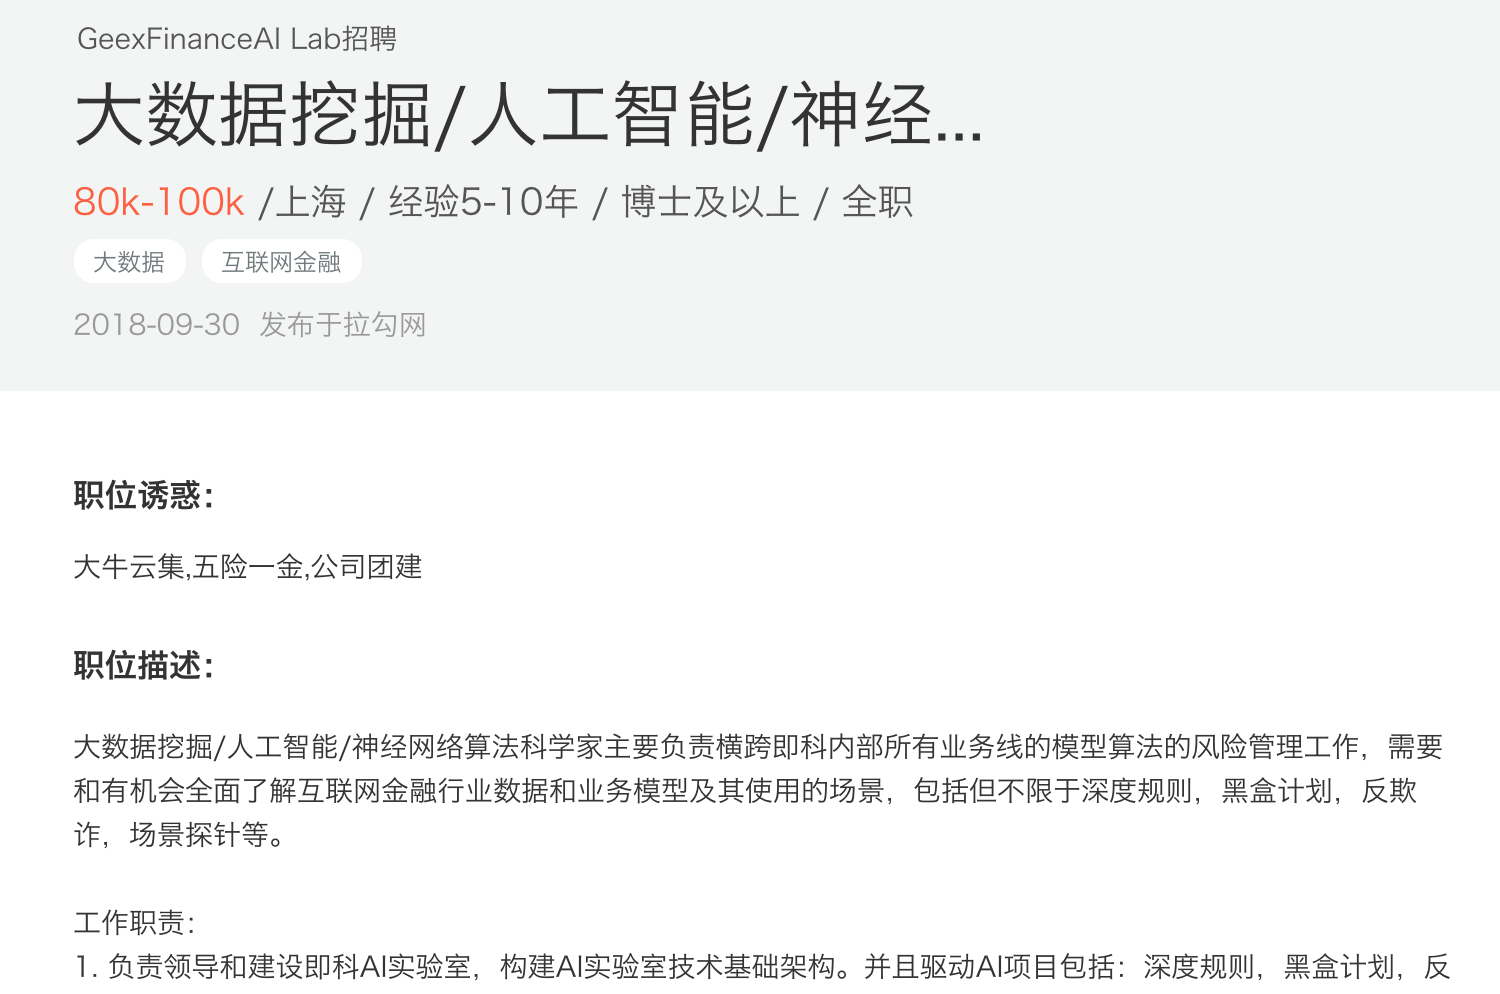 GeexFinanceAI Lab招聘
大数据挖掘/人工智能/神经...
80k-100k /上海 / 经验5-10年 / 博士及以上 / 全职
大数据 互联网金融
2018-09-30 发布于拉勾网
职位诱惑：
大牛云集,五险一金,公司团建
职位描述：
大数据挖掘/人工智能/神经网络算法科学家主要负责横跨即科内部所有业务线的模型算法的风险管理工作，需要
和有机会全面了解互联网金融行业数据和业务模型及其使用的场景，包括但不限于深度规则，黑盒计划，反欺
诈，场景探针等。
工作职责：
1. 负责领导和建设即科AI实验室，构建AI实验室技术基础架构。并且驱动AI项目包括：深度规则，黑盒计划，反